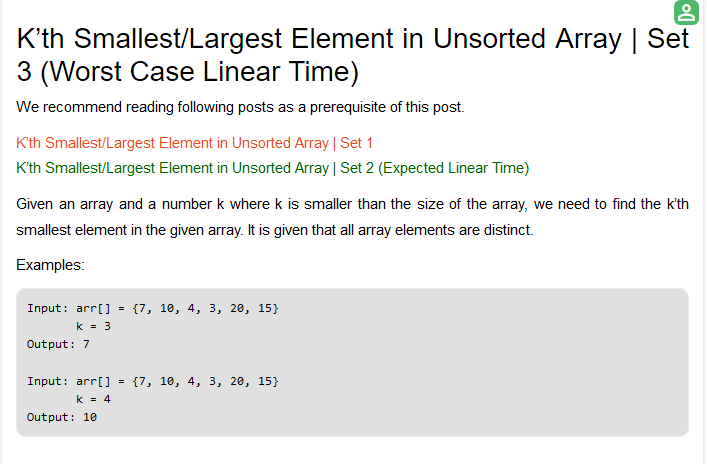 K'th Smallest/Largest Element in Unsorted Array | Set
3 (Worst Case Linear Time)
We recommend reading following posts as a prerequisite of this post.
K'th Smallest/Largest Element in Unsorted Array | Set 1
K'th Smallest/Largest Element in Unsorted Array | Set 2 (Expected Linear Time)
Given an array and a number k where k is smaller than the size of the array, we need to find the k'th
smallest element in the given array. It is given that all array elements are distinct.
Examples:
Input: arr[] = {7, 10, 4, 3, 20, 15}
k = 3
Output: 7
Input: arr[] = {7, 10, 4, 3, 20, 15}
k = 4
Output: 10